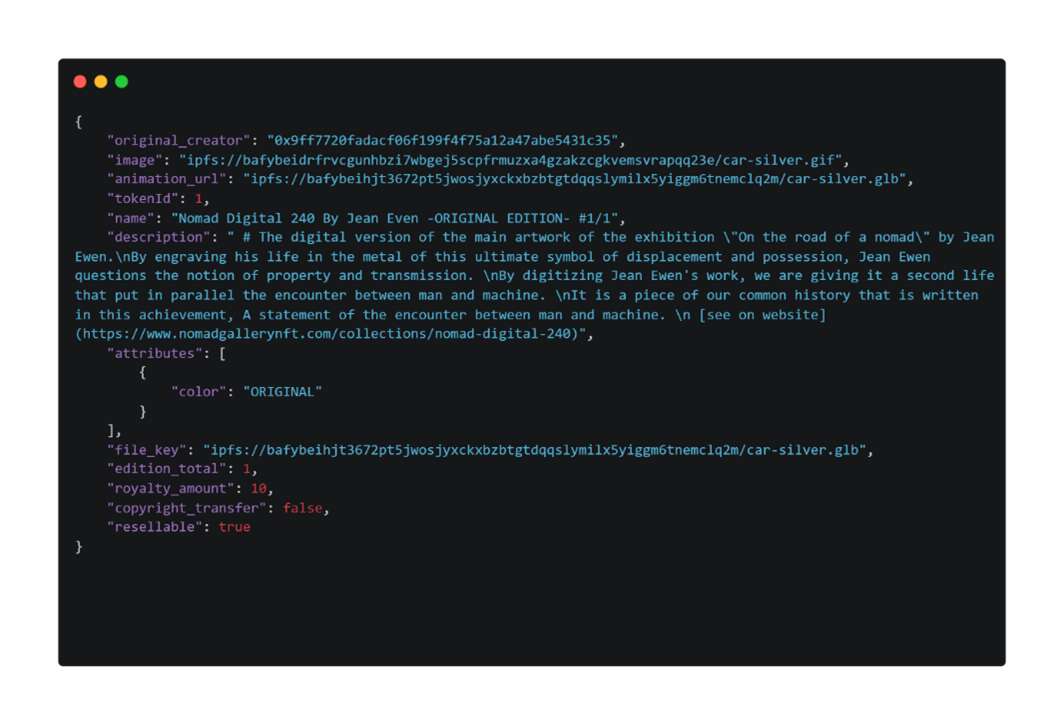 {
"original_creator": "0x9ff7720fadacf06f199f4f75a12a47abe5431c35",
"image": "ipfs://bafybeidrfrvcgunhbzi7wbgej5scpfrmuzxa4gzakzcgkvemsvrapqq23e/car-silver.gif",
"animation_url": "ipfs://bafybeihjt3672pt5jwosjyxckxbzbtgtdqqslymilx5yiggm6tnemclq2m/car-silver.glb",
"tokenId": 1,
"name": "Nomad Digital 240 By Jean Even -ORIGINAL EDITION- #1/1",
"description": " # The digital version of the main artwork of the exhibition \"On the road of a nomad\" by Jean
Ewen.\nBy engraving his life in the metal of this ultimate symbol of displacement and possession, Jean Ewen
questions the notion of property and transmission. \nBy digitizing Jean Ewen's work, we are giving it a second life
that put in parallel the encounter between man and machine. \nIt is a piece of our common history that is written
in this achievement, A statement of the encounter between man and machine. \n [see on website]
(https://www.nomadgallerynft.com/collections/nomad-digital-240)",
"attributes": [
{
"color": "ORIGINAL"
}
],
"file_key": "ipfs://bafybeihjt3672pt5jwosjyxckxbzbtgtdqqslymilx5yiggm6tnemclq2m/car-silver.glb",
"edition_total": 1,
"royalty_amount": 10,
"copyright_transfer": false,
"resellable": true
}